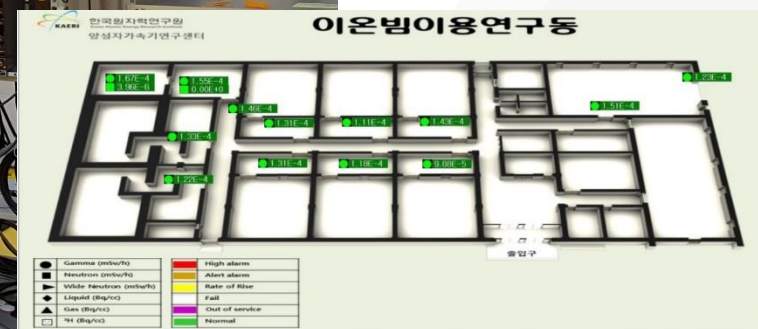 KAERI 한국원자력연구원
양성자가속기연구센터
이온빔이용연구동
1.67E-4
3.96E-6
1.55E-4
0.00E+0
1.23E-4
1.46E-4
1.51E-4
1.31E-4
1.11E-4
1.43E-4
1.33E-4
1.31E-4
1.18E-4
1.22E-4
출입구
Gamma (mSv/h)
High alarm
Neutron (mSv/h)
Alert alarm
Wide Neutron (mSv/h)
Rate of Rise
Liquid (Bq/cc)
Fail
Gas (Bq/cc)
Out of service
³H (Bq/cc)
Normal